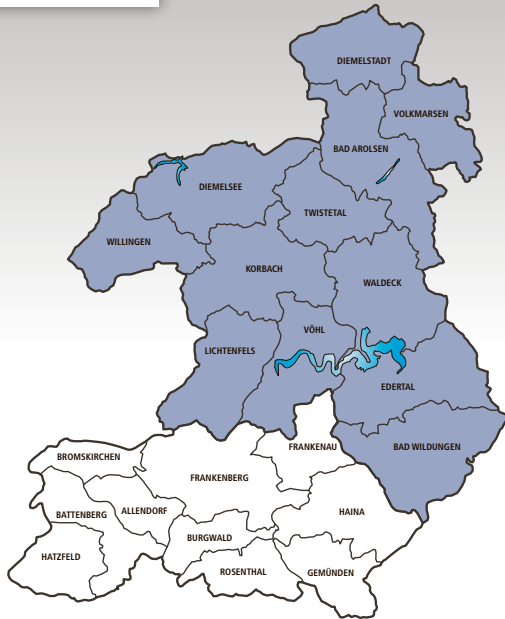 DIEMELSTADT
VOLKMARSEN
BAD AROLSEN
DIEMELSEE
TWISTETAL
WILLINGEN
KORBACH
WALDECK
VÖHL
LICHTENFELS
EDERTAL
FRANKENAU
BAD WILDUNGEN
BROMSKIRCHEN
FRANKENBERG
BATTENBERG
ALLENDORF
HAINA
BURGWALD
HATZFELD
ROSENTHAL
GEMÜNDEN